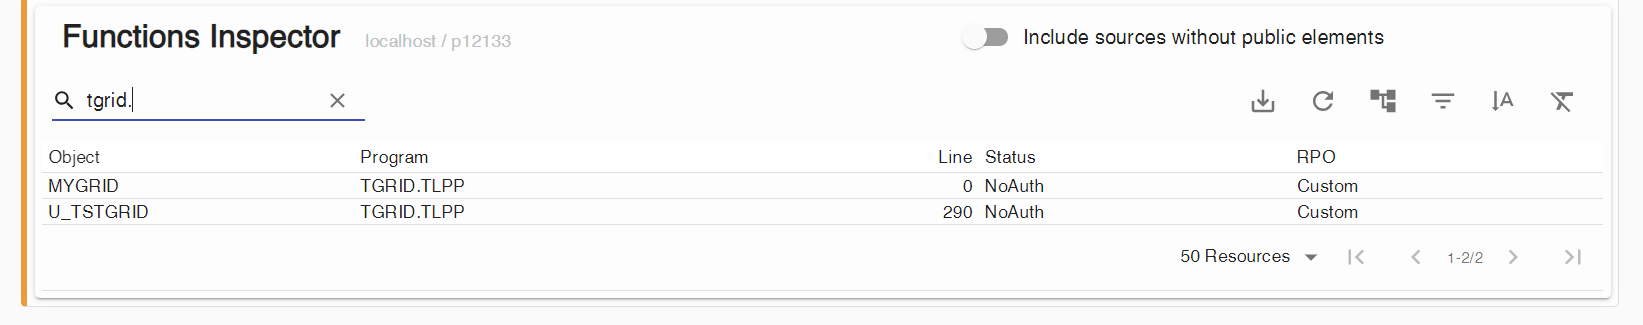 Functions Inspector localhost / p12133 Include sources without public elements
tgrid.
Object Program Line Status RPO
MYGRID TGRID.TLPP 0 NoAuth Custom
U_TSTGRID TGRID.TLPP 290 NoAuth Custom
50 Resources 1-2/2